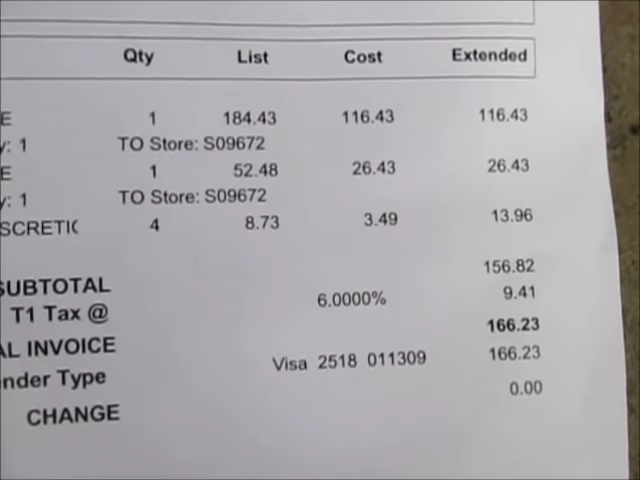 Qty List Cost Extended
E 1 184.43 116.43 116.43
y: 1 TO Store: S09672
E 1 52.48 26.43 26.43
y: 1 TO Store: S09672
SCRETI 4 8.73 3.49 13.96
SUBTOTAL 156.82
T1 Tax @ 6.0000% 9.41
AL INVOICE 166.23
nder Type Visa 2518 011309 166.23
CHANGE 0.00